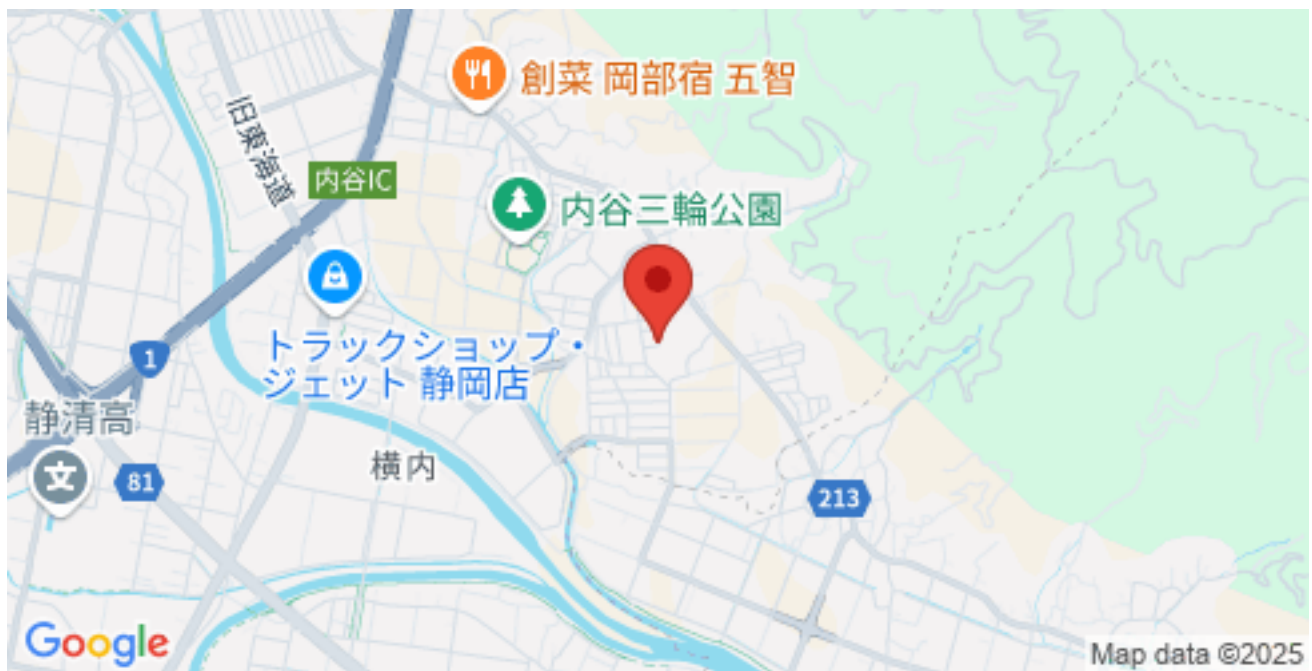 創菜 岡部宿 五智
旧東海道
内谷IC
内谷三輪公園
トラックショップ・
ジェット 静岡店
1
静清高
文
81
横内
213
Google
Map data ©2025